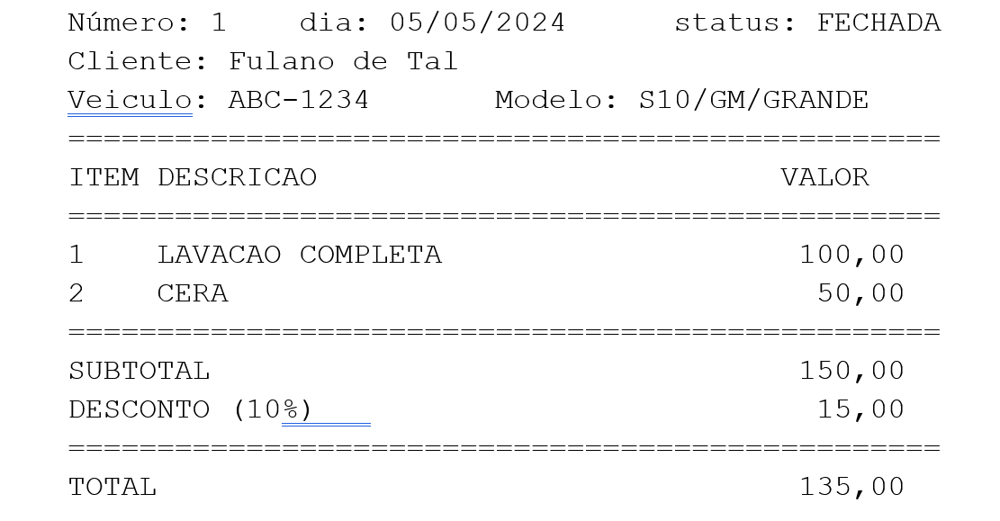 Número: 1    dia: 05/05/2024      status: FECHADA
Cliente: Fulano de Tal
Veiculo: ABC-1234       Modelo: S10/GM/GRANDE
=================================================
ITEM DESCRICAO                          VALOR
=================================================
1    LAVACAO COMPLETA                    100,00
2    CERA                                 50,00
=================================================
SUBTOTAL                                 150,00
DESCONTO (10%)                            15,00
=================================================
TOTAL                                    135,00